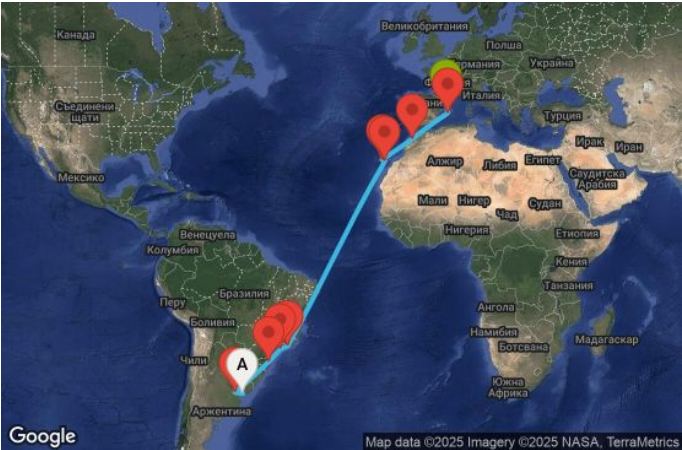 Великобритания
Канада
Полша
Германия
Украйна
Съединени
щати
Италия
Турция
Ирак
Иран
Алжир
Либия
Египет
Саудитска
Арабия
Мексико
Мали
Нигер
Чад
Судан
Нигерия
Етиопия
Венецуела
Колумбия
Кения
Танзания
Бразилия
Перу
Ангола
Боливия
Намибия
Ботсвана
Мадагаскар
Чили
A
Южна
Африка
Аржентина
Google
Map data ©2025 Imagery ©2025 NASA, TerraMetrics